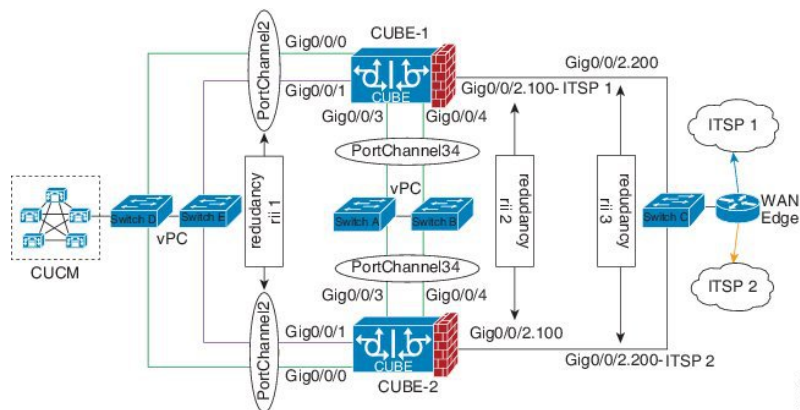 CUBE-1
Gig0/0/0
Gig0/0/1
PortChannel2
CUBE
Gig0/0/3
Gig0/0/4
Gig0/0/2.100-ITSP 1
Gig0/0/2.200
PortChannel34
redudancy
rii 1
redudancy
rii 2
redudancy
rii 3
ITSP 1
vPC
Switch D
Switch E
vPC
Switch A
Switch B
Switch C
WAN
Edge
CUCM
PortChannel34
ITSP 2
Gig0/0/3
Gig0/0/4
PortChannel2
Gig0/0/1
Gig0/0/2.100
Gig0/0/2.200-ITSP 2
CUBE
Gig0/0/0
CUBE-2